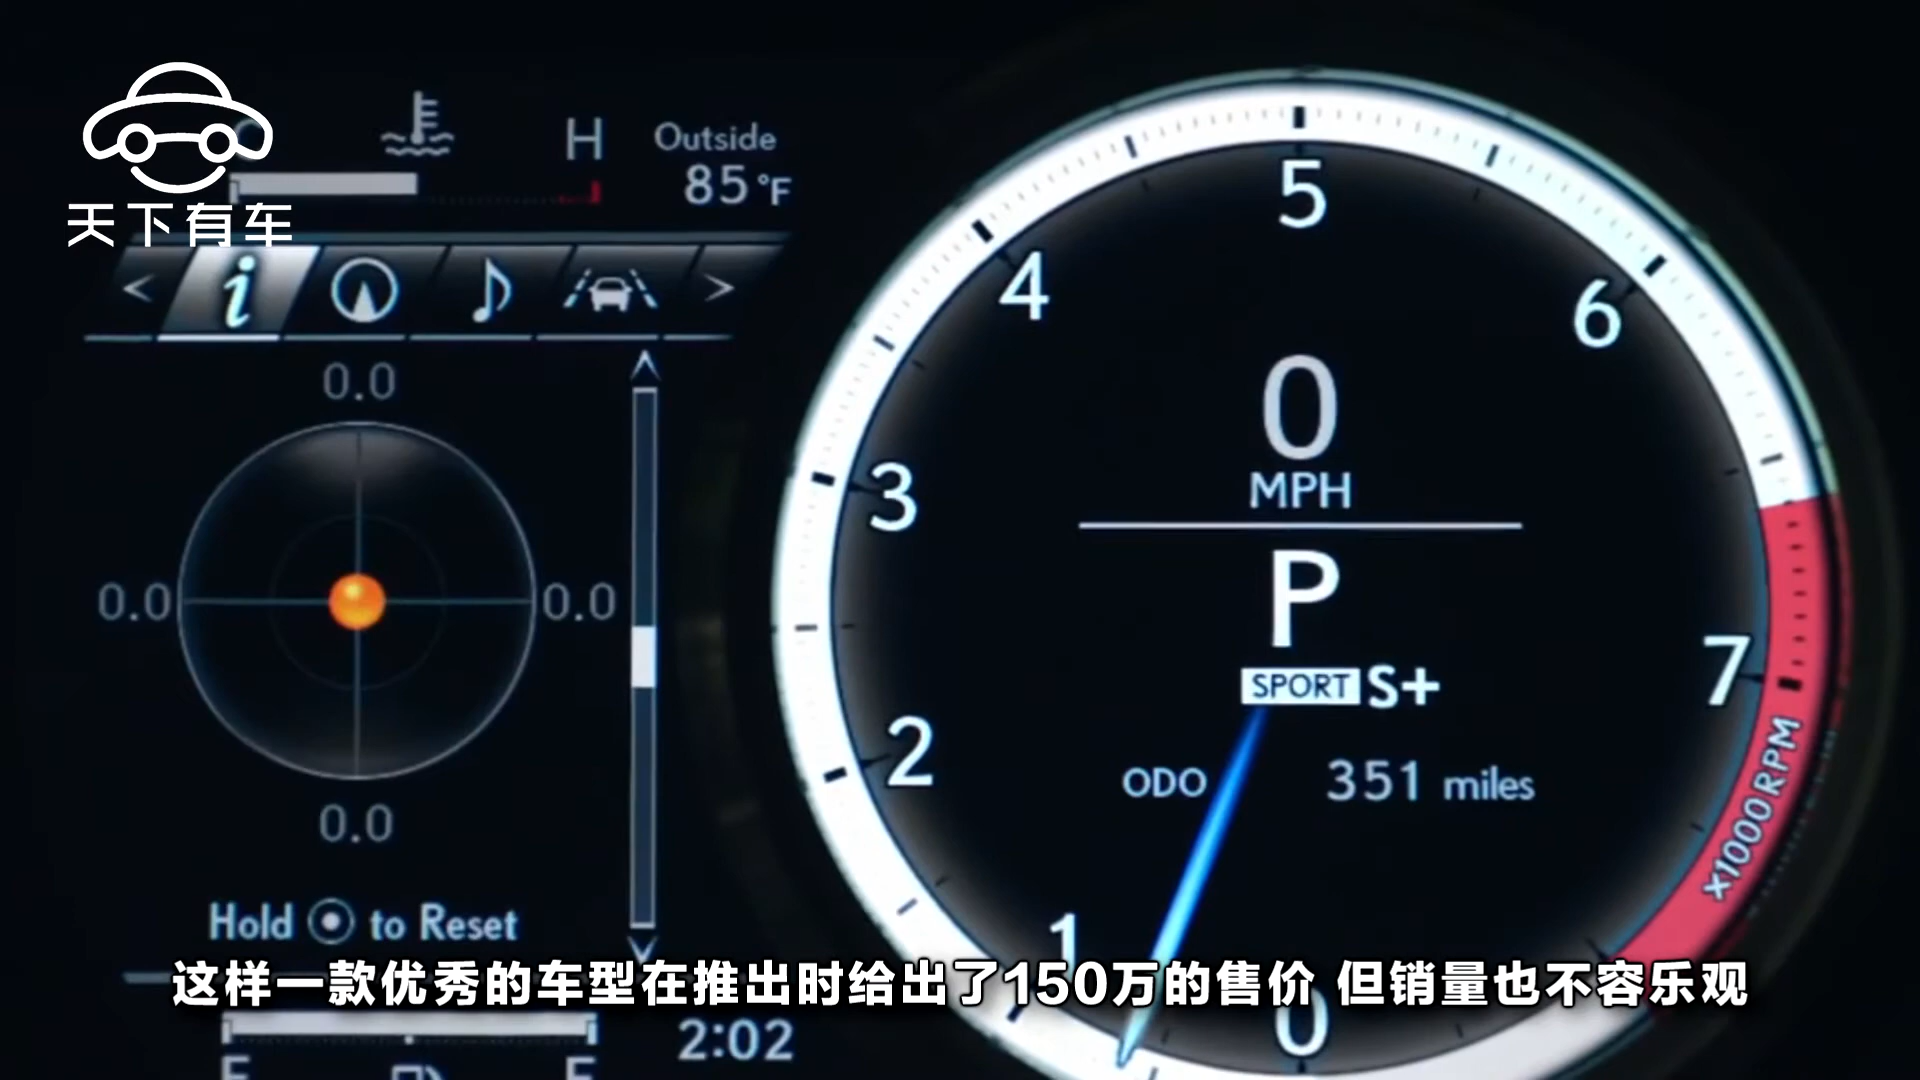 天下有车
C
H
Outside
85°F
< i >
0.0
0.0
0.0
0.0
Hold to Reset
5
4
6
3
7
2
1
0
0
MPH
P
SPORT S+
ODO 351 miles
x1000RPM
这样一款优秀的车型在推出时给出了150万的售价 但销量也不容乐观
2:02